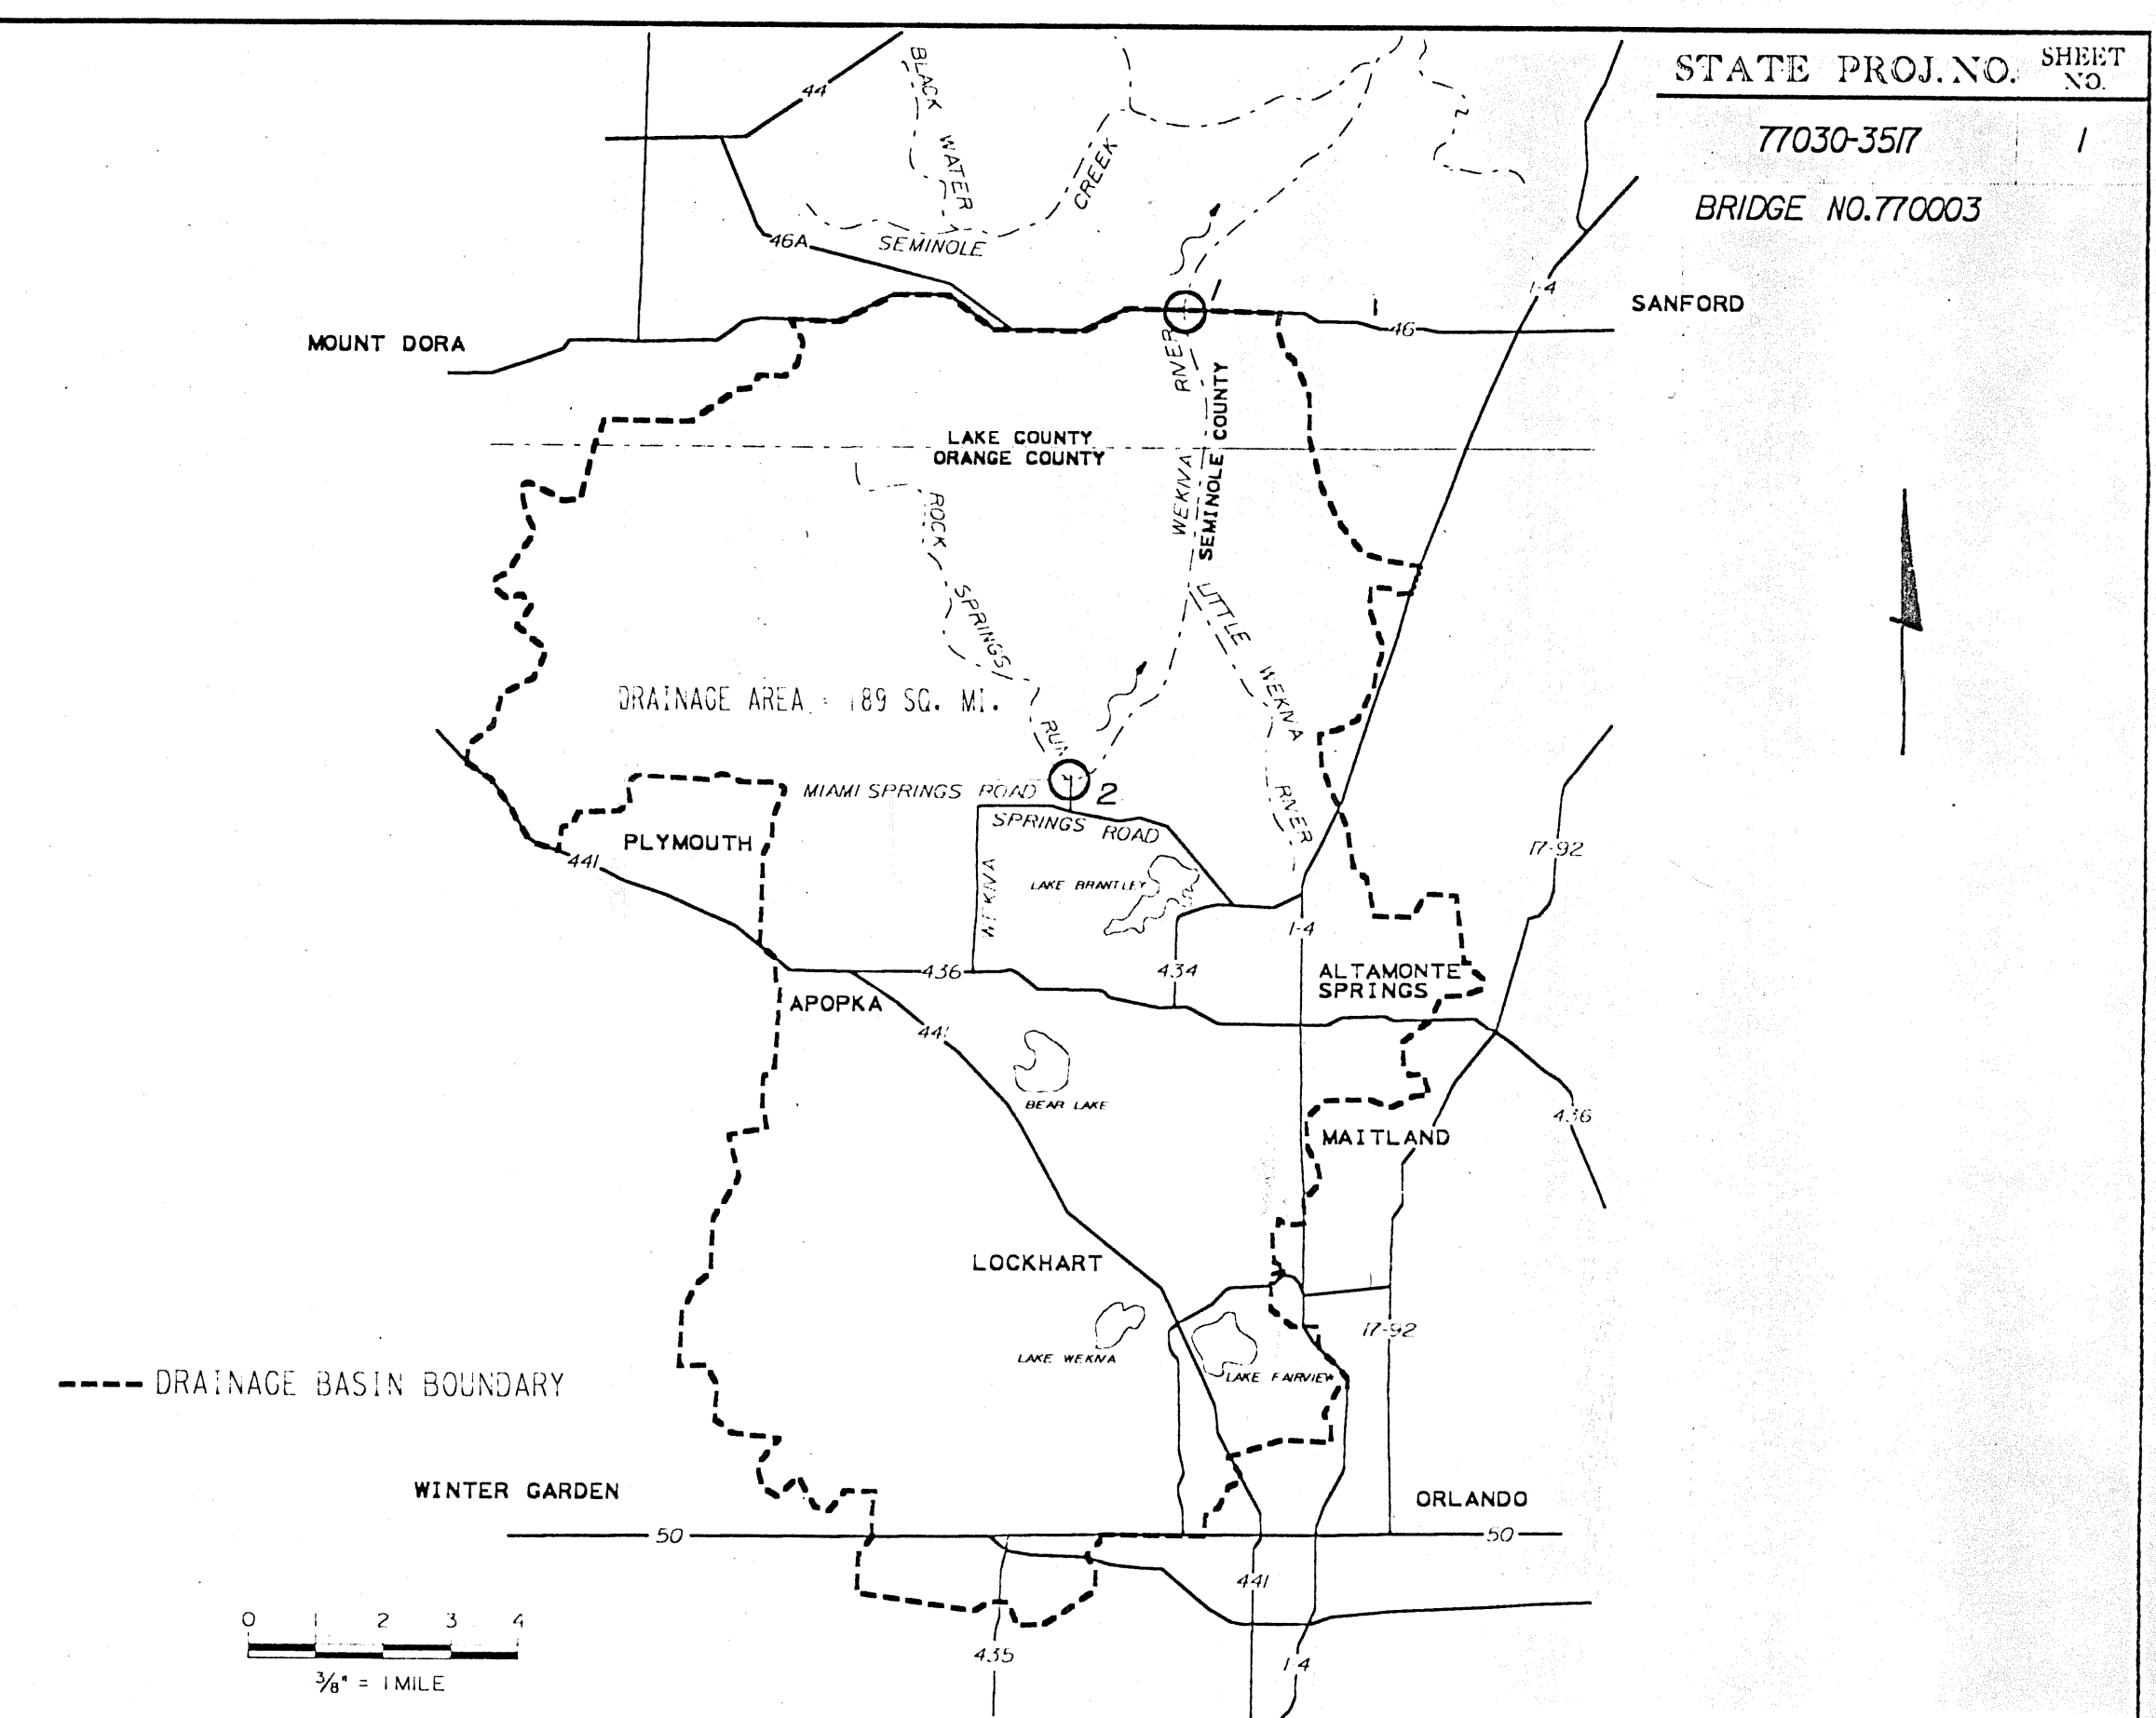 STATE PROJ. NO. SHEET NO.
77030-3517 1
BRIDGE NO. 770003
44
BLACK WATER
CREEK
46A
SEMINOLE
1
1
I-4
SANFORD
46
MOUNT DORA
RIVER
LAKE COUNTY
ORANGE COUNTY
WEKIVA
SEMINOLE COUNTY
ROCK SPRINGS RUN
LITTLE WEKIVA RIVER
DRAINAGE AREA = 189 SQ. MI.
MIAMI SPRINGS ROAD
2
SPRINGS ROAD
WEKIVA
PLYMOUTH
441
17-92
LAKE BRANTLEY
I-4
436
434
ALTAMONTE
SPRINGS
APOPKA
441
BEAR LAKE
436
MAITLAND
LOCKHART
17-92
LAKE WEKIVA
LAKE FAIRVIEW
DRAINAGE BASIN BOUNDARY
WINTER GARDEN
ORLANDO
50
50
441
0 1 2 3 4
3/8" = 1 MILE
435
I-4